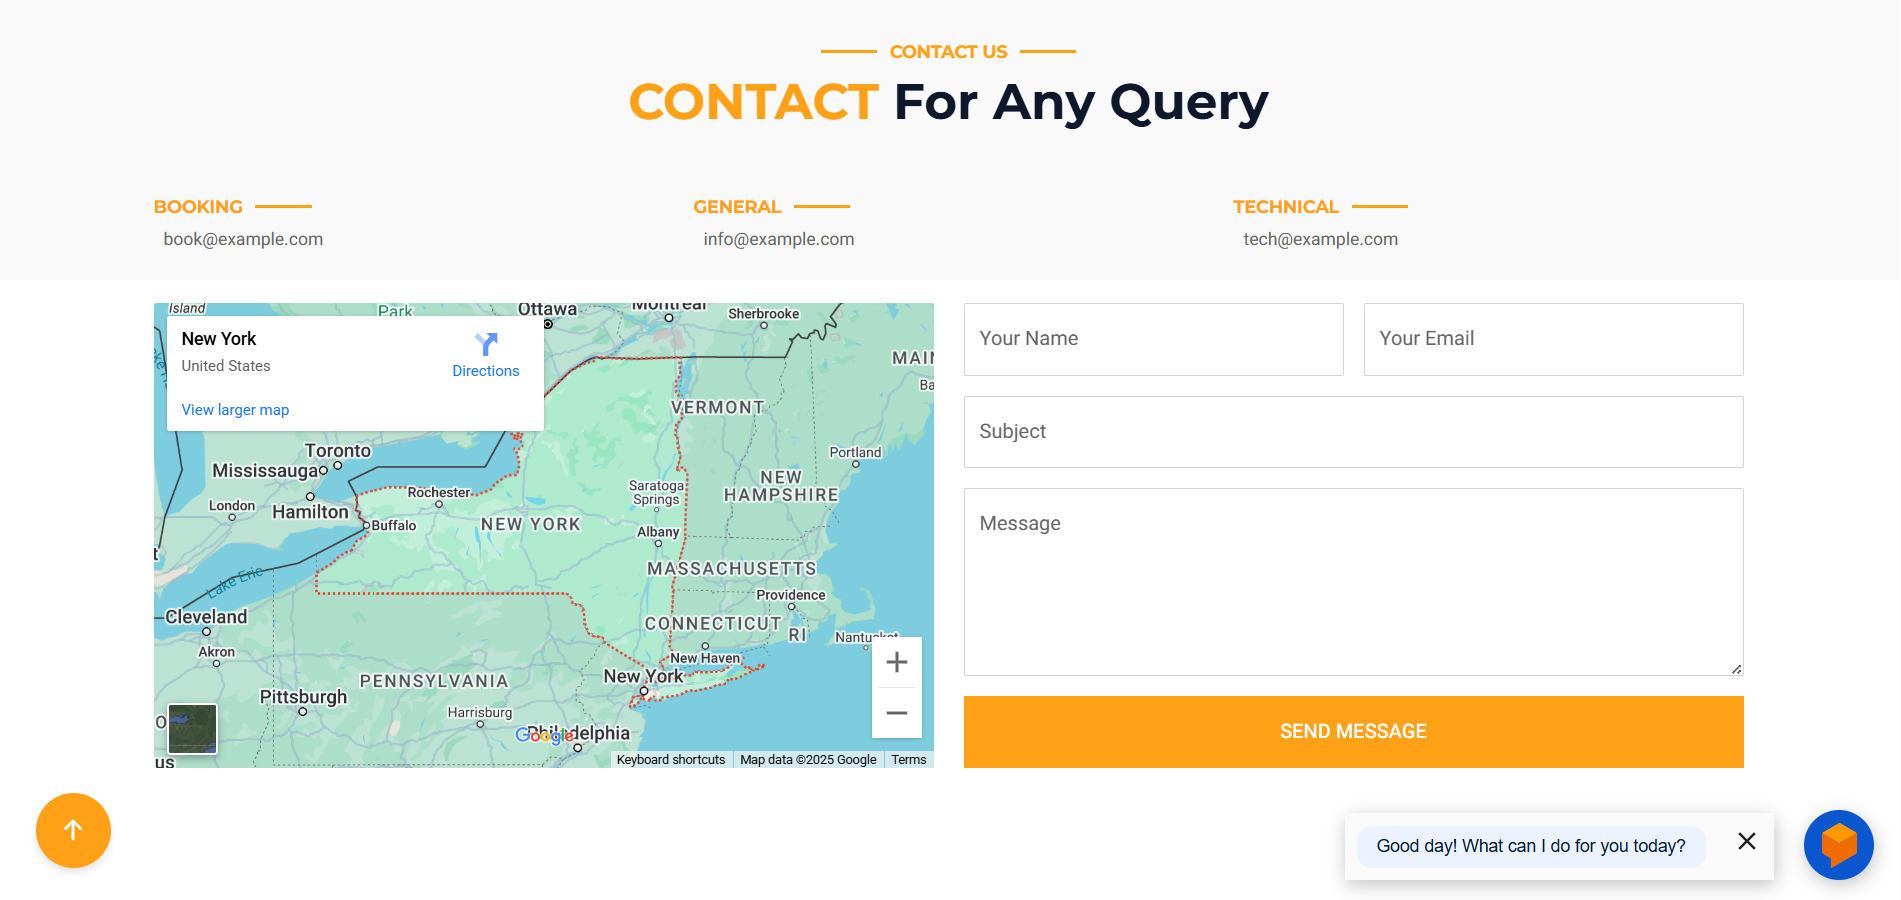 CONTACT US
CONTACT For Any Query
BOOKING
book@example.com
GENERAL
info@example.com
TECHNICAL
tech@example.com
Island
Park
Ottawa
Montreal
Sherbrooke
New York
United States
Directions
View larger map
MAIN
Ba
VERMONT
Toronto
Mississauga
Portland
London
Hamilton
Rochester
Saratoga
Springs
NEW
HAMPSHIRE
Buffalo
NEW YORK
Albany
Lake Erie
MASSACHUSETTS
Providence
Cleveland
CONNECTICUT
RI
Nantucket
Akron
New Haven
New York
PENNSYLVANIA
Pittsburgh
Harrisburg
Philadelphia
Google
us
Keyboard shortcuts
Map data ©2025 Google
Terms
Your Name
Your Email
Subject
Message
SEND MESSAGE
Good day! What can I do for you today?